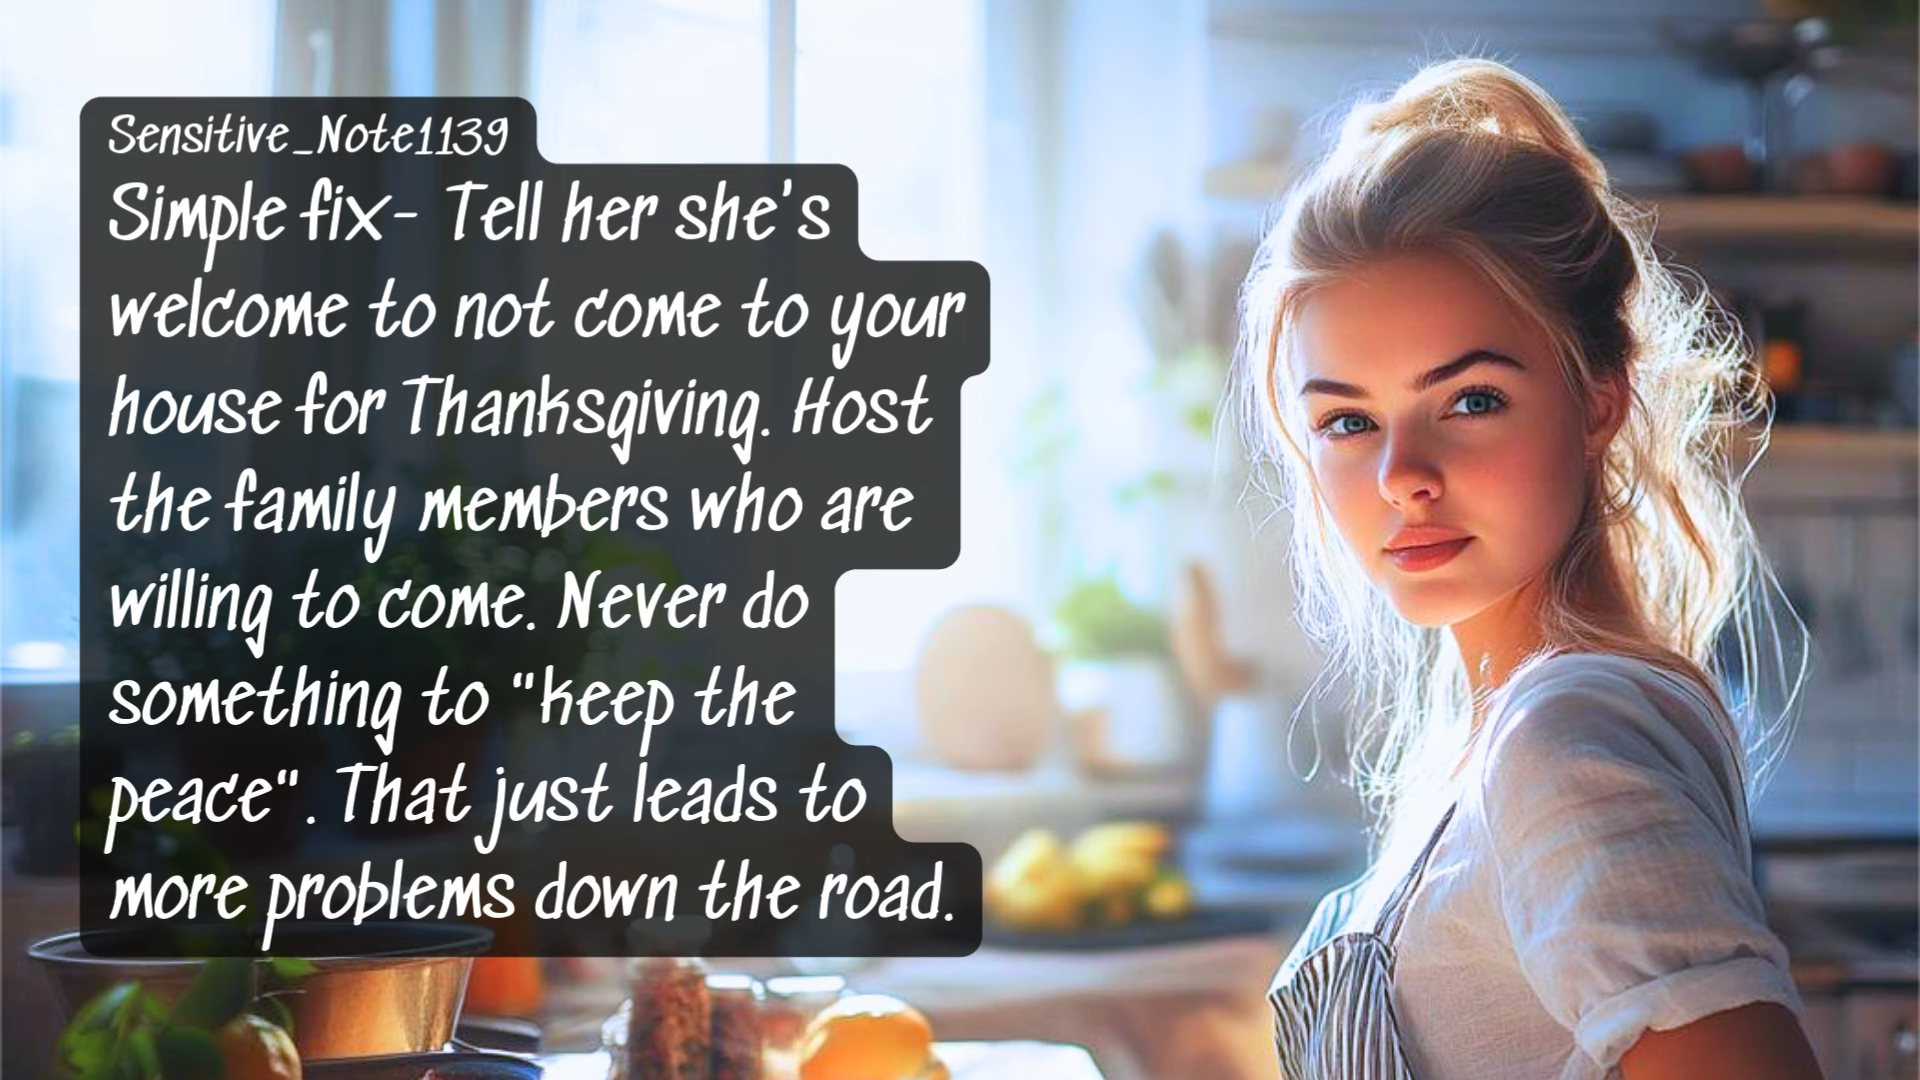 Sensitive_Note1139
Simple fix- Tell her she's
welcome to not come to your
house for Thanksgiving. Host
the family members who are
willing to come. Never do
something to "keep the
peace". That just leads to
more problems down the road.